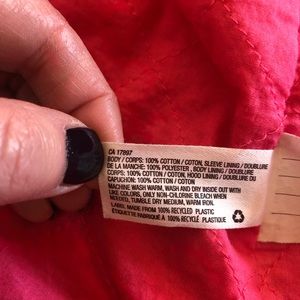 CA 17897
BODY / CORPS: 100% COTTON / COTON, SLEEVE LINING / DOUBLURE
DE LA MANCHE: 100% POLYESTER , BODY LINING / DOUBLURE
CORPS: 100% COTTON / COTON, HOOD LINING / DOUBLURE DU
CAPUCHON: 100% COTTON / COTON
MACHINE WASH WARM, WASH AND DRY INSIDE OUT WITH
LIKE COLORS, ONLY NON-CHLORINE BLEACH WHEN
NEEDED, TUMBLE DRY MEDIUM, WARM IRON.
LABEL MADE FROM 100% RECYCLED PLASTIC
ETIQUETTE FABRIQUÉ À 100% RECYCLÉ PLASTIQUE